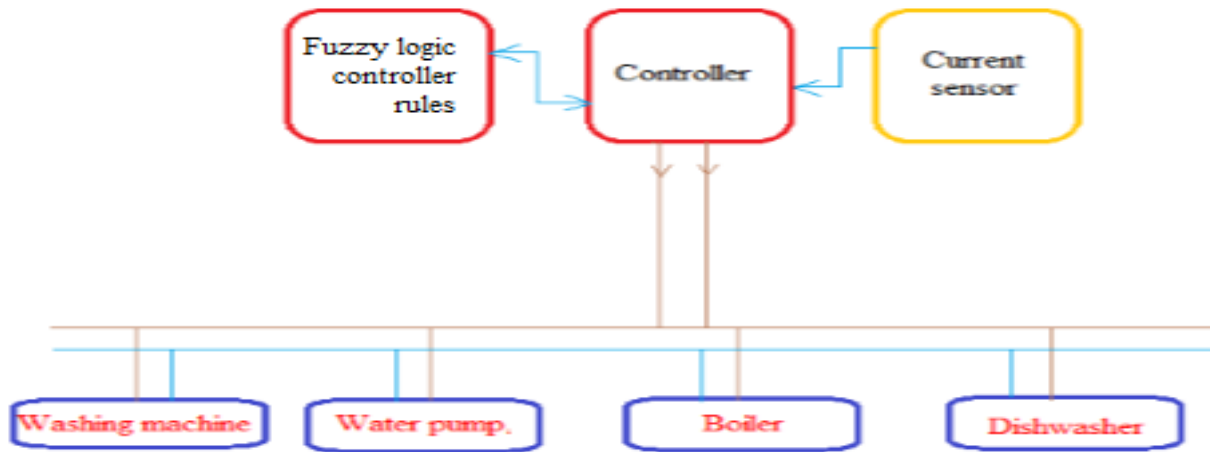 Fuzzy logic
controller
rules
Controller
Current
sensor
Washing machine
Water pump.
Boiler
Dishwasher